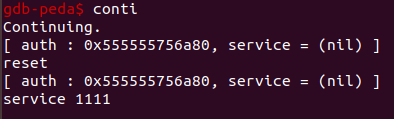 gdb-peda$ conti
Continuing.
[ auth : 0x555555756a80, service = (nil) ]
reset
[ auth : 0x555555756a80, service = (nil) ]
service 1111